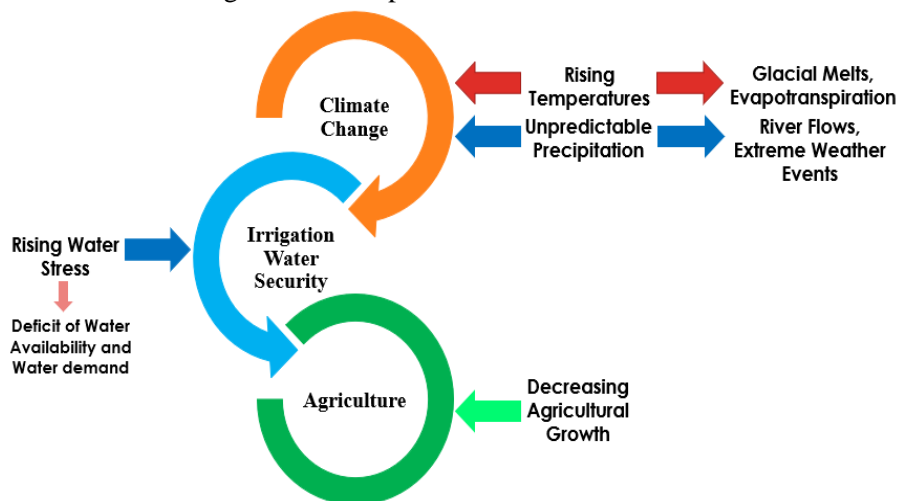 Climate
Change
Rising
Temperatures
Glacial Melts,
Evapotranspiration
Unpredictable
Precipitation
River Flows,
Extreme Weather
Events
Irrigation
Water
Security
Rising Water
Stress
Deficit of Water
Availability and
Water demand
Agriculture
Decreasing
Agricultural
Growth